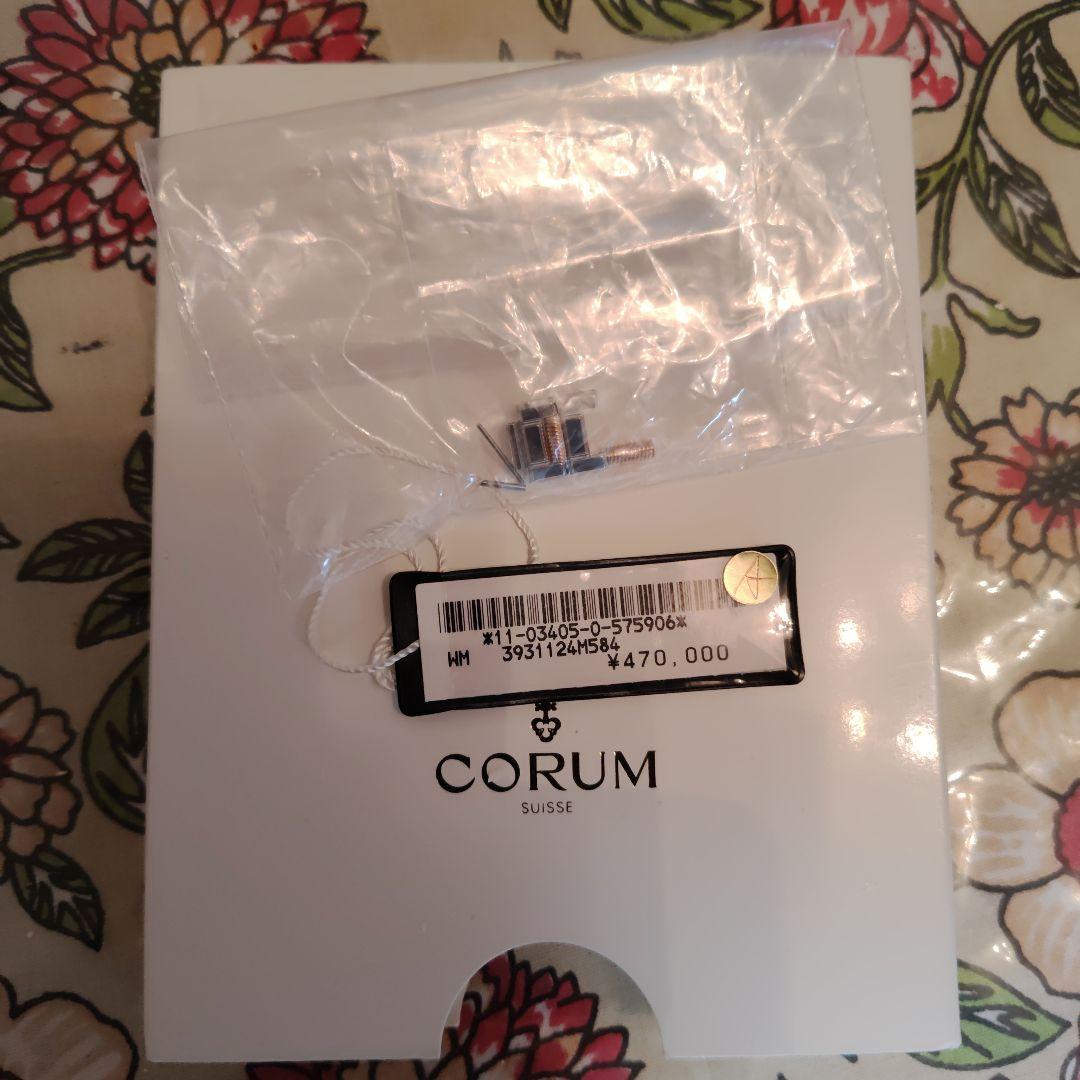 *11-03405-0-575906*
WM 3931124M584
¥470,000
CORUM
SUISSE